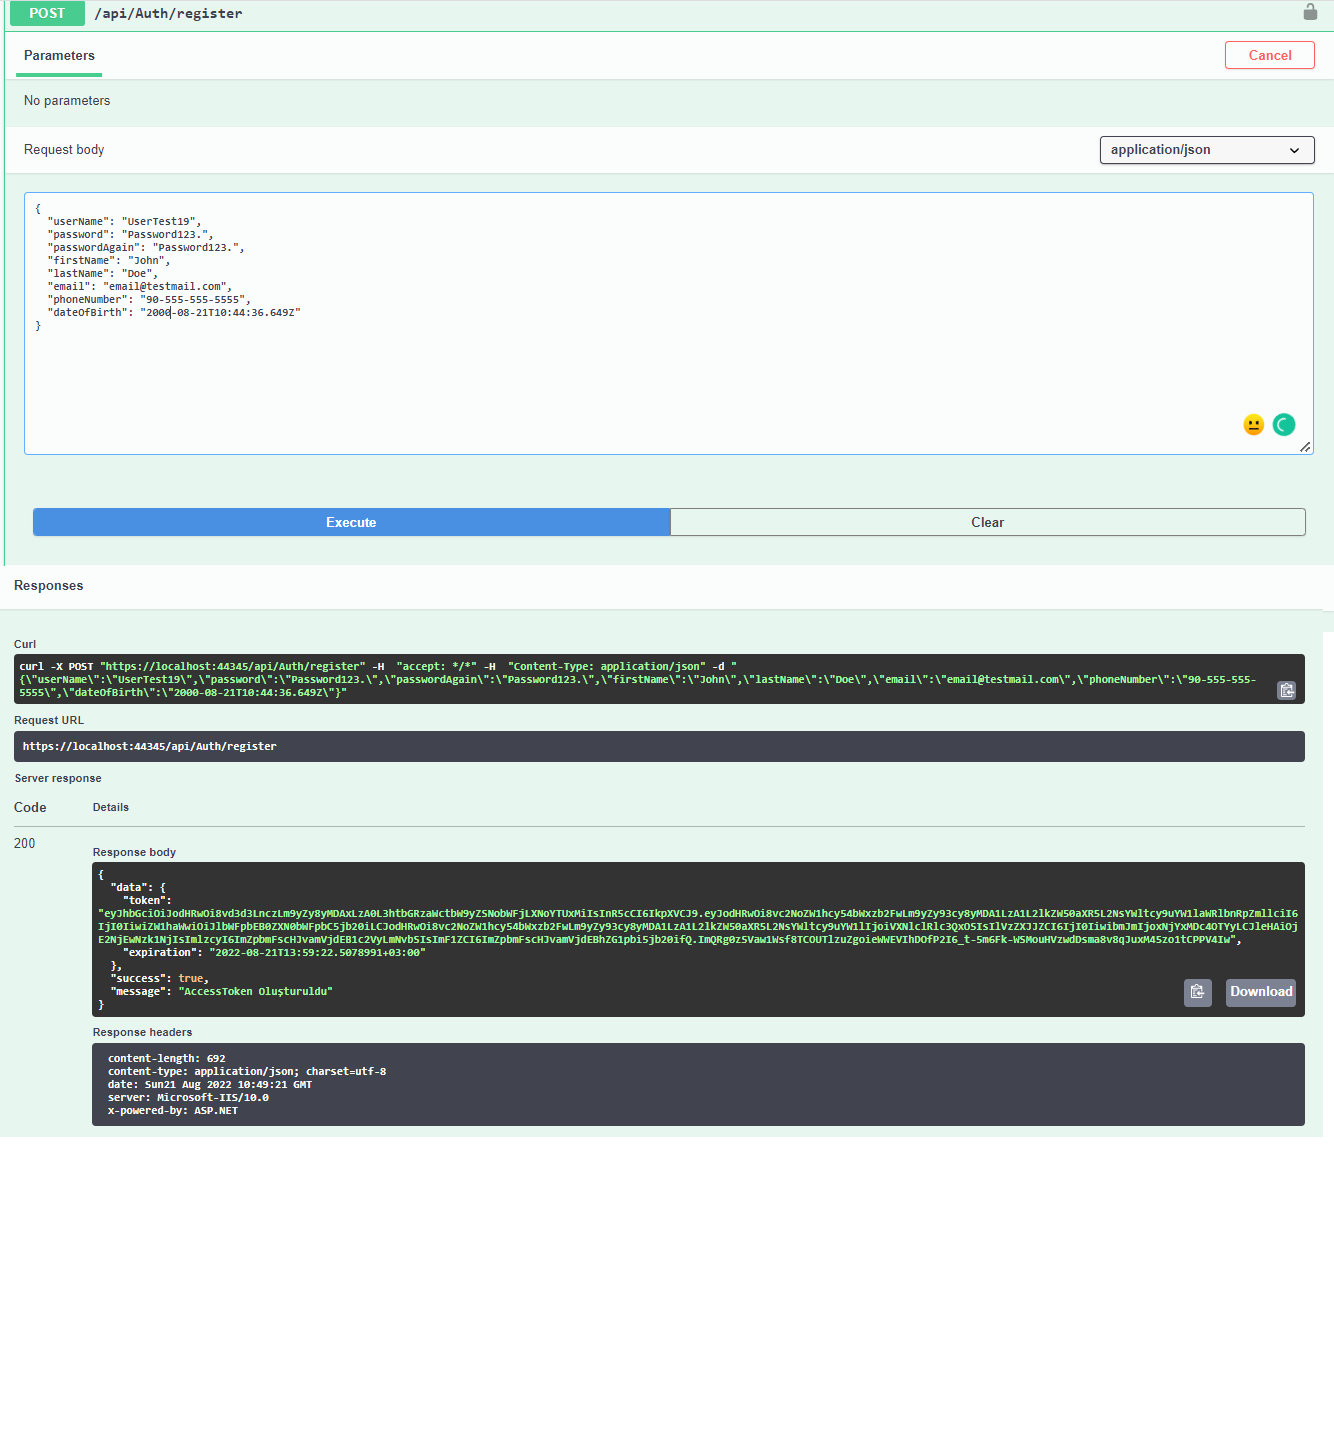 POST /api/Auth/register
Parameters
Cancel
No parameters
Request body
application/json
{
"userName": "UserTest19",
"password": "Password123.",
"passwordAgain": "Password123.",
"firstName": "John",
"lastName": "Doe",
"email": "email@testmail.com",
"phoneNumber": "90-555-555-5555",
"dateOfBirth": "2000-08-21T10:44:36.649Z"
}
Execute
Clear
Responses
Curl
curl -X POST "https://localhost:44345/api/Auth/register" -H  "accept: */*" -H  "Content-Type: application/json" -d "
{\"userName\":\"UserTest19\",\"password\":\"Password123.\",\"passwordAgain\":\"Password123.\",\"firstName\":\"John\",\"lastName\":\"Doe\",\"email\":\"email@testmail.com\",\"phoneNumber\":\"90-555-555-
5555\",\"dateOfBirth\":\"2000-08-21T10:44:36.649Z\"}"
Request URL
https://localhost:44345/api/Auth/register
Server response
Code
Details
200
Response body
{
"data": {
"token":
"expiration": "2022-08-21T13:59:22.5078991+03:00"
},
"success": true,
"message": "AccessToken Oluşturuldu"
}
Download
Response headers
content-length: 692
content-type: application/json; charset=utf-8
date: Sun21 Aug 2022 10:49:21 GMT
server: Microsoft-IIS/10.0
x-powered-by: ASP.NET